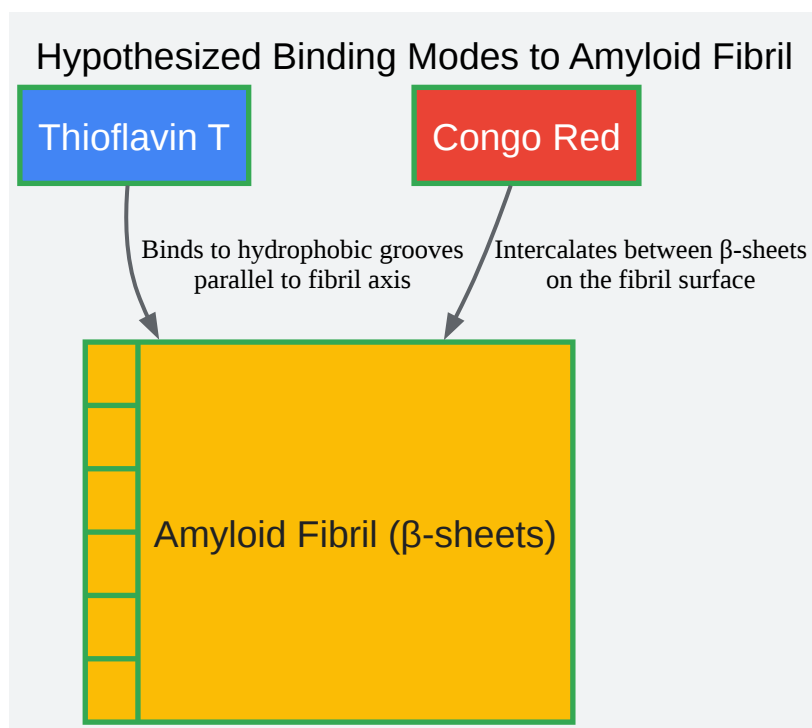 Hypothesized Binding Modes to Amyloid Fibril
Thioflavin T
Congo Red
Binds to hydrophobic grooves
parallel to fibril axis
Intercalates between β-sheets
on the fibril surface
Amyloid Fibril (β-sheets)